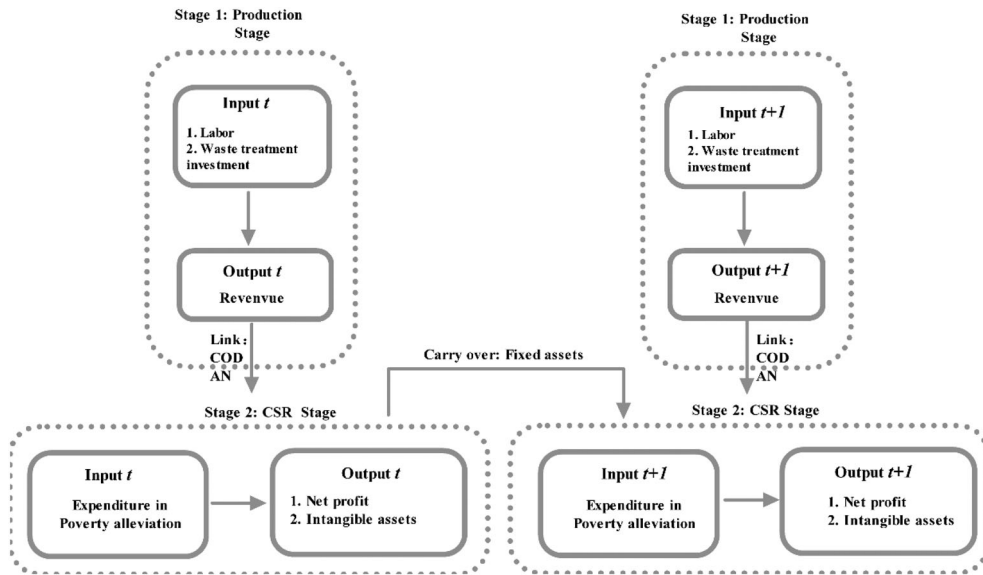 Stage 1: Production
Stage
Input t
1. Labor
2. Waste treatment
investment
Output t
Revenvue
Link:
COD
AN
Stage 1: Production
Stage
Input t+1
1. Labor
2. Waste treatment
investment
Output t+1
Revenvue
Link:
COD
AN
Carry over: Fixed assets
Stage 2: CSR Stage
Input t
Expenditure in
Poverty alleviation
Output t
1. Net profit
2. Intangible assets
Stage 2: CSR Stage
Input t+1
Expenditure in
Poverty alleviation
Output t+1
1. Net profit
2. Intangible assets